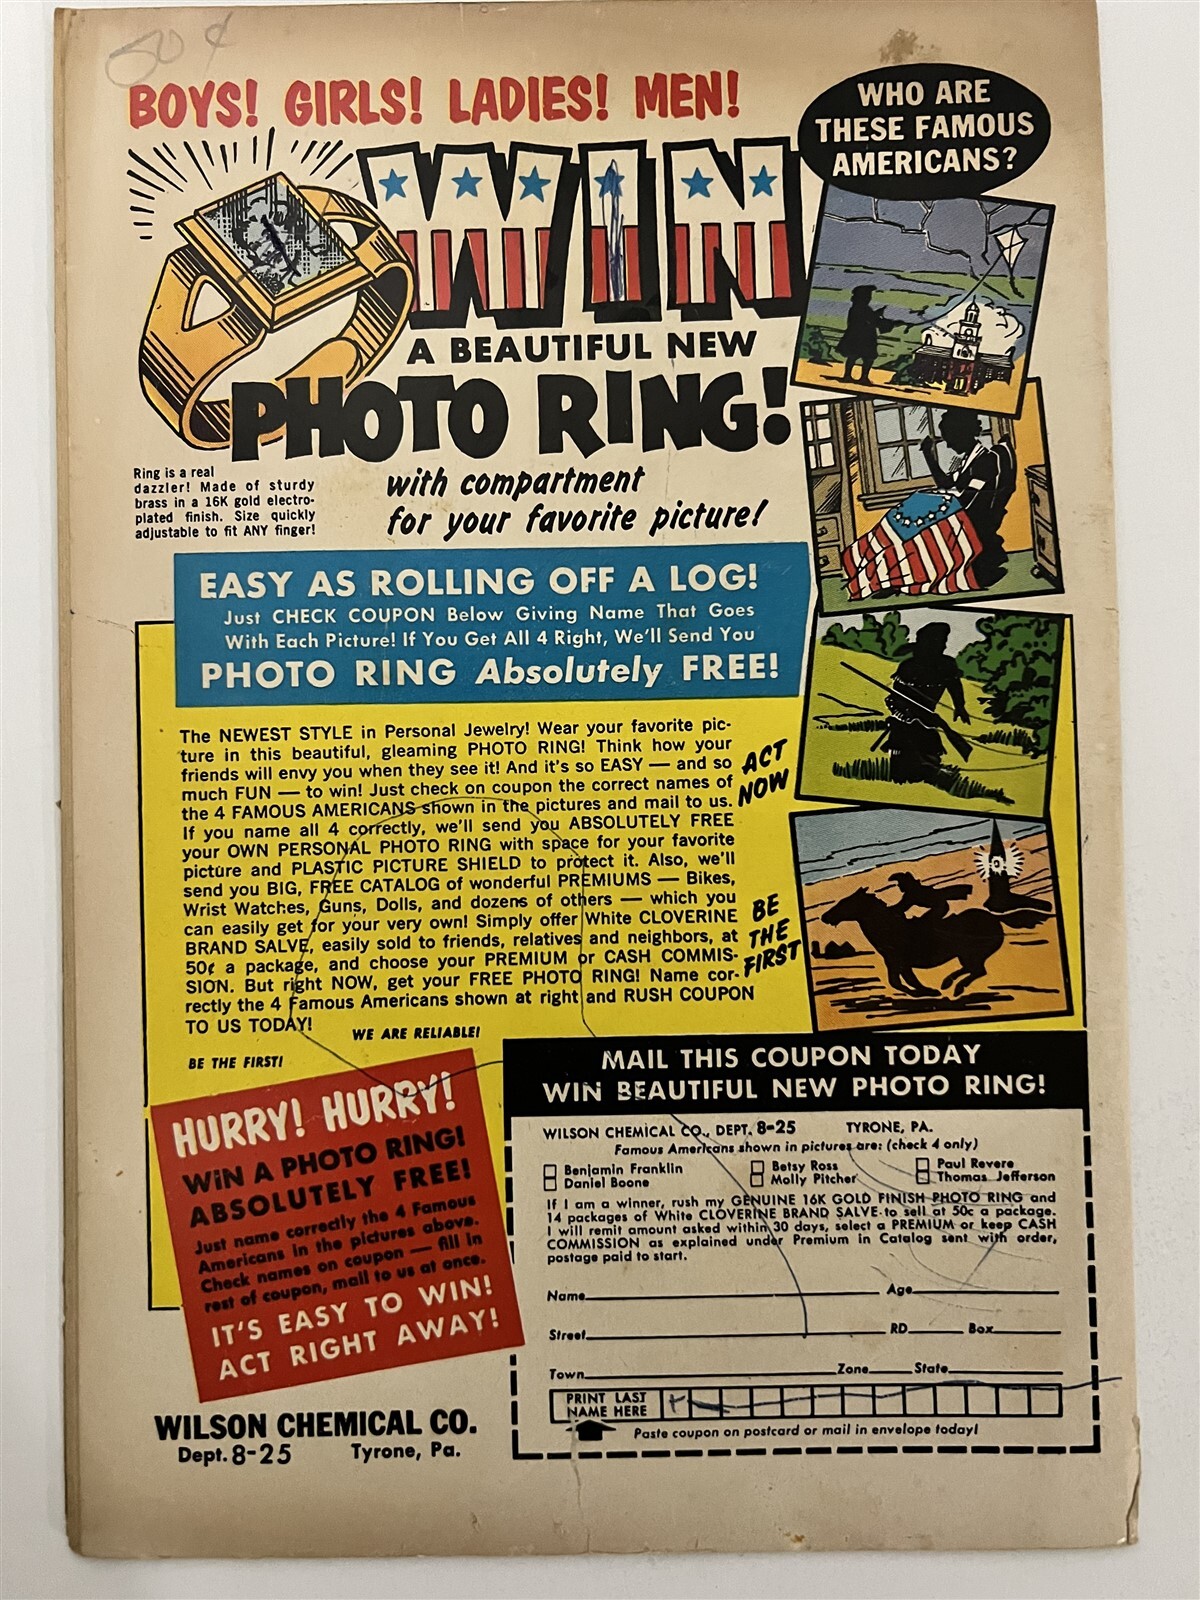 50¢
BOYS! GIRLS! LADIES! MEN!
WHO ARE
THESE FAMOUS
AMERICANS?
WIN
A BEAUTIFUL NEW
PHOTO RING!
with compartment
for your favorite picture!
Ring is a real
dazzler! Made of sturdy
brass in a 16K gold electro-
plated finish. Size quickly
adjustable to fit ANY finger!
EASY AS ROLLING OFF A LOG!
Just CHECK COUPON Below Giving Name That Goes
With Each Picture! If You Get All 4 Right, We'll Send You
PHOTO RING Absolutely FREE!
The NEWEST STYLE in Personal Jewelry! Wear your favorite pic-
ture in this beautiful, gleaming PHOTO RING! Think how your
friends will envy you when they see it! And it's so EASY — and so
much FUN — to win! Just check on coupon the correct names of
the 4 FAMOUS AMERICANS shown in the pictures and mail to us.
If you name all 4 correctly, we'll send you ABSOLUTELY FREE
your OWN PERSONAL PHOTO RING with space for your favorite
picture and PLASTIC PICTURE SHIELD to protect it. Also, we'll
send you BIG, FREE CATALOG of wonderful PREMIUMS — Bikes,
Wrist Watches, Guns, Dolls, and dozens of others — which you
can easily get for your very own! Simply offer White CLOVERINE
BRAND SALVE, easily sold to friends, relatives and neighbors, at
50¢ a package, and choose your PREMIUM or CASH COMMIS-
SION. But right NOW, get your FREE PHOTO RING! Name cor-
rectly the 4 Famous Americans shown at right and RUSH COUPON
TO US TODAY!
WE ARE RELIABLE!
BE THE FIRST!
ACT
NOW
BE
THE
FIRST
HURRY! HURRY!
WIN A PHOTO RING!
ABSOLUTELY FREE!
Just name correctly the 4 Famous
Americans in the pictures above.
Check names on coupon — fill in
rest of coupon, mail to us at once.
IT'S EASY TO WIN!
ACT RIGHT AWAY!
WILSON CHEMICAL CO.
Dept. 8-25 Tyrone, Pa.
MAIL THIS COUPON TODAY
WIN BEAUTIFUL NEW PHOTO RING!
WILSON CHEMICAL CO., DEPT. 8-25 TYRONE, PA.
Famous Americans shown in pictures are: (check 4 only)
Benjamin Franklin Betsy Ross Paul Revere
Daniel Boone Molly Pitcher Thomas Jefferson
If I am a winner, rush my GENUINE 16K GOLD FINISH PHOTO RING and
14 packages of White CLOVERINE BRAND SALVE to sell at 50c a package.
I will remit amount asked within 30 days, select a PREMIUM or keep CASH
COMMISSION as explained under Premium in Catalog sent with order,
postage paid to start.
Name Age
Street RD Box
Town Zone State
PRINT LAST
NAME HERE
Paste coupon on postcard or mail in envelope today!